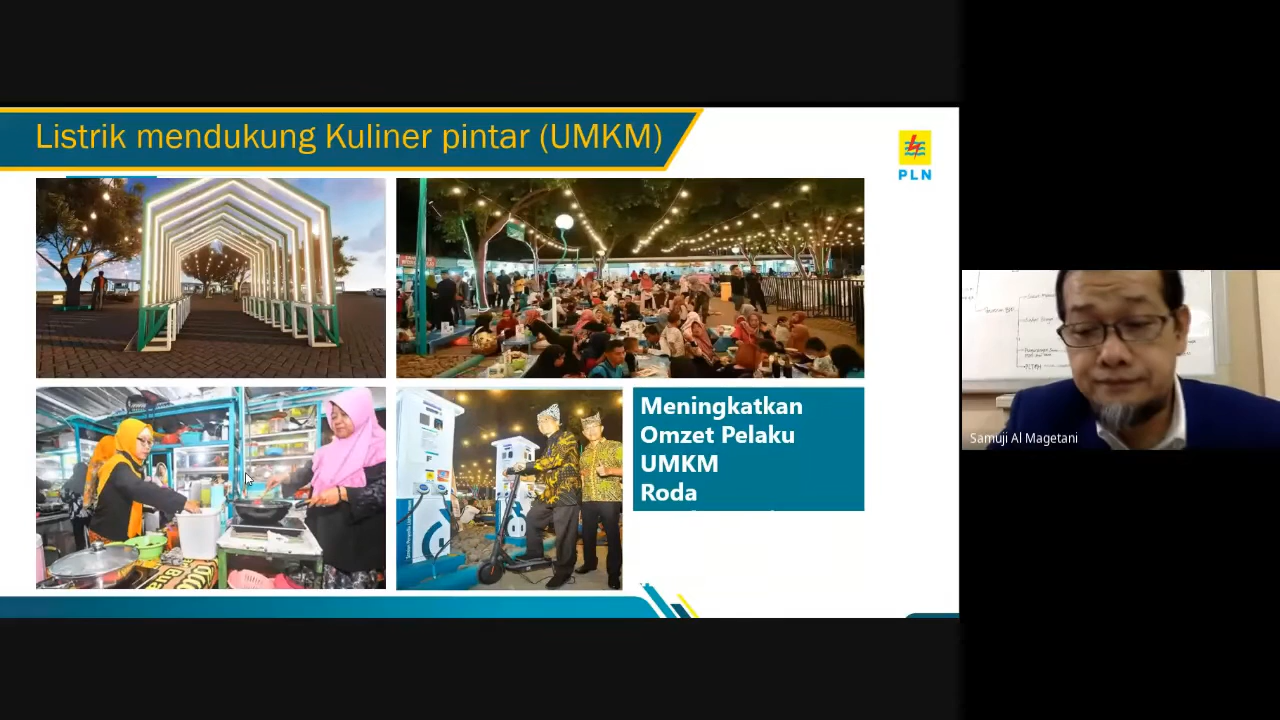 Listrik mendukung Kuliner pintar (UMKM)
PLN
Meningkatkan
Omzet Pelaku
UMKM
Roda
Samuji Al Magetani